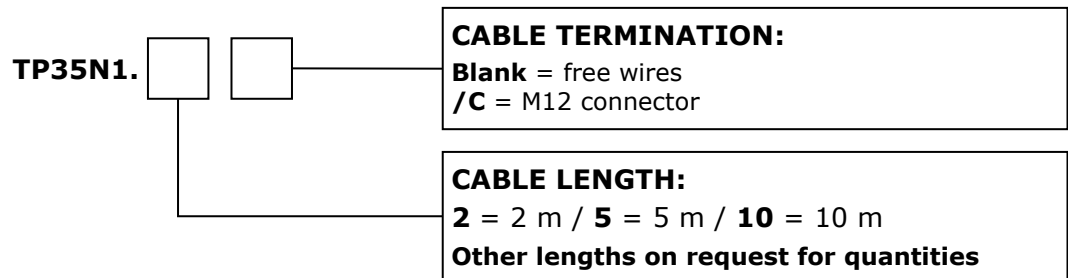 TP35N1.
CABLE TERMINATION:
Blank = free wires
/C = M12 connector
CABLE LENGTH:
2 = 2 m / 5 = 5 m / 10 = 10 m
Other lengths on request for quantities